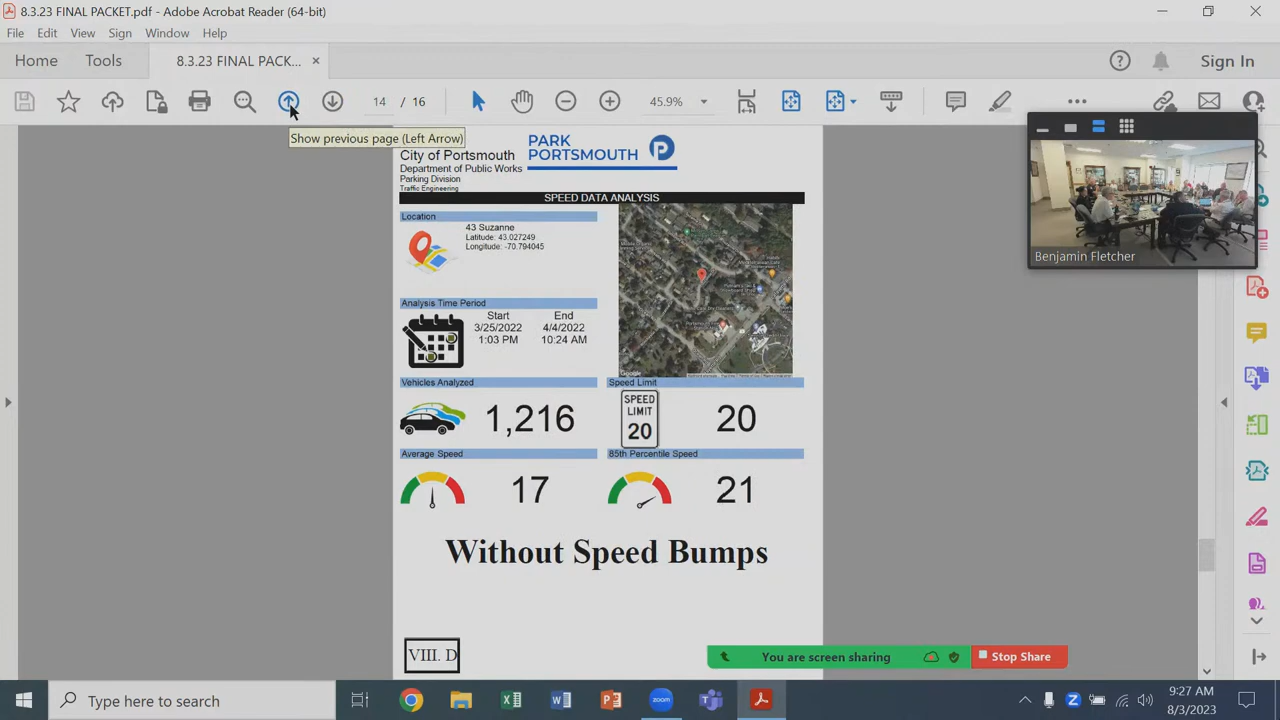 8.3.23 FINAL PACKET.pdf - Adobe Acrobat Reader (64-bit)
File Edit View Sign Window Help
Home Tools 8.3.23 FINAL PACK... × Sign In
14 / 16 45.9%
Show previous page (Left Arrow)
City of Portsmouth
Department of Public Works
Parking Division
Traffic Engineering
PARK
PORTSMOUTH
SPEED DATA ANALYSIS
Location
43 Suzanne
Latitude: 43.027249
Longitude: -70.794045
Analysis Time Period
Start End
3/25/2022 4/4/2022
1:03 PM 10:24 AM
Google
Vehicles Analyzed Speed Limit
1,216
SPEED
LIMIT
20
20
Average Speed 85th Percentile Speed
17 21
Without Speed Bumps
VIII. D
Benjamin Fletcher
You are screen sharing Stop Share
Type here to search
zoom
9:27 AM
8/3/2023